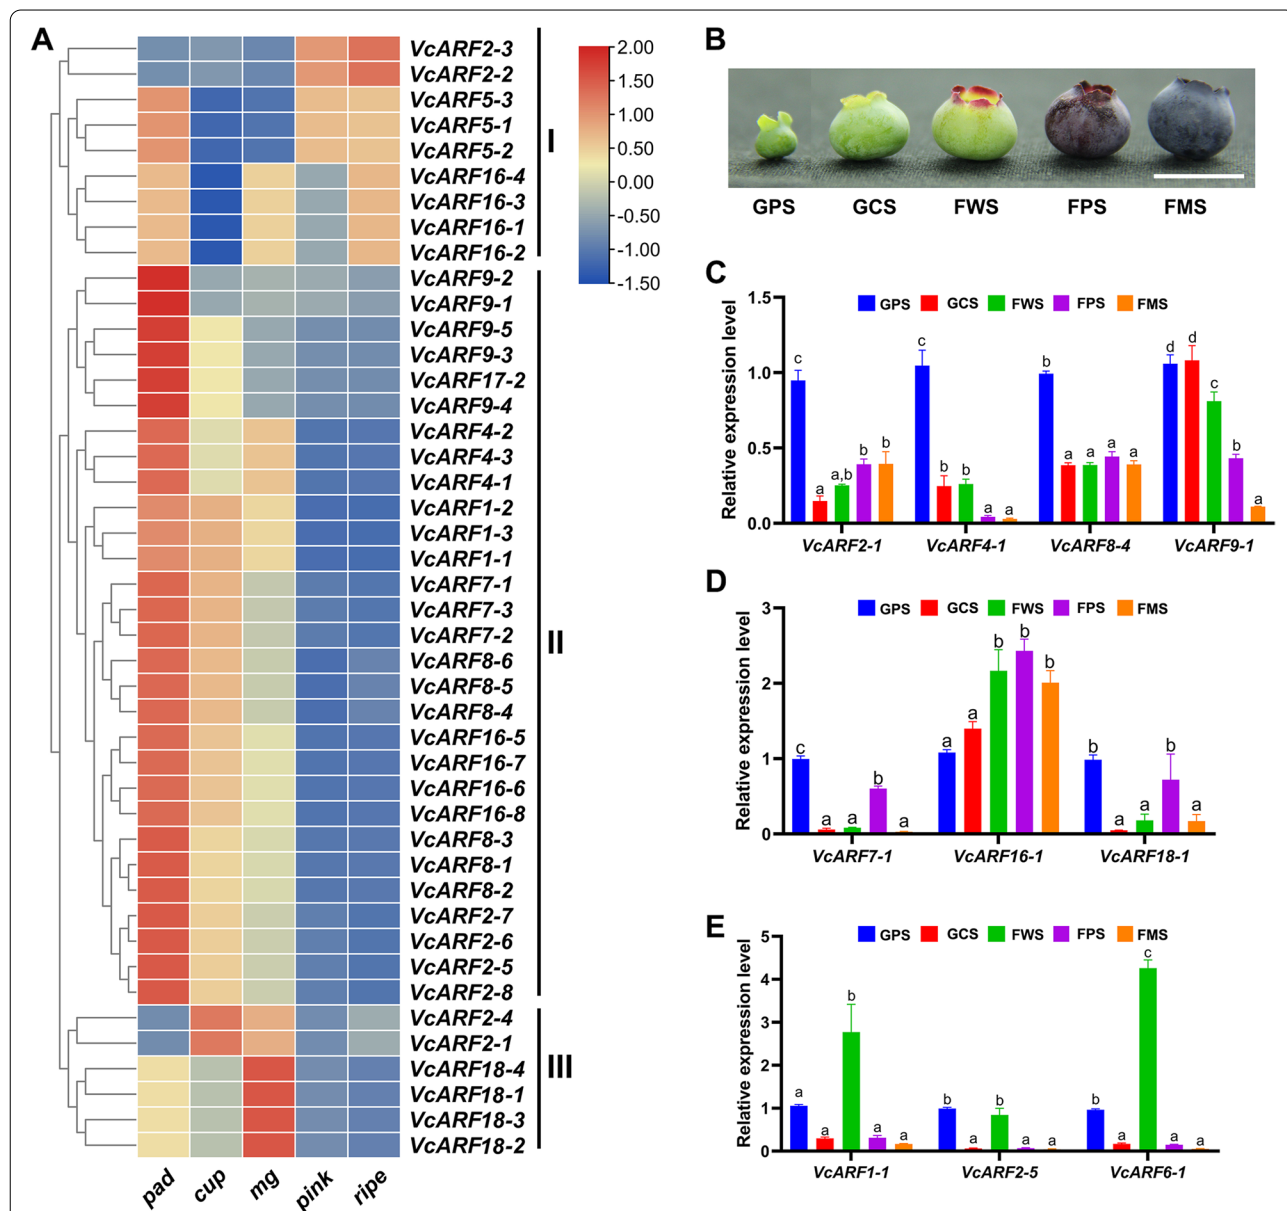 A
VcARF2-3
VcARF2-2
VcARF5-3
VcARF5-1
VcARF5-2
VcARF16-4
VcARF16-3
VcARF16-1
VcARF16-2
VcARF9-2
VcARF9-1
VcARF9-5
VcARF9-3
VcARF17-2
VcARF9-4
VcARF4-2
VcARF4-3
VcARF4-1
VcARF1-2
VcARF1-3
VcARF1-1
VcARF7-1
VcARF7-3
VcARF7-2
VcARF8-6
VcARF8-5
VcARF8-4
VcARF16-5
VcARF16-7
VcARF16-6
VcARF16-8
VcARF8-3
VcARF8-1
VcARF8-2
VcARF2-7
VcARF2-6
VcARF2-5
VcARF2-8
VcARF2-4
VcARF2-1
VcARF18-4
VcARF18-1
VcARF18-3
VcARF18-2
I
II
III
pad cup mg pink ripe
2.00
1.50
1.00
0.50
0.00
-0.50
-1.00
-1.50
B
GPS GCS FWS FPS FMS
C
GPS GCS FWS FPS FMS
Relative expression level
1.5
1.0
0.5
0.0
c a a,b b b
c b b a a
b a a a a
d d c b a
VcARF2-1 VcARF4-1 VcARF8-4 VcARF9-1
D
GPS GCS FWS FPS FMS
Relative expression level
3
2
1
0
c a a b a
a a b b b
b a a b a
VcARF7-1 VcARF16-1 VcARF18-1
E
GPS GCS FWS FPS FMS
Relative expression level
5
4
3
2
1
0
a a b a a
b a b a a
b a c a a
VcARF1-1 VcARF2-5 VcARF6-1